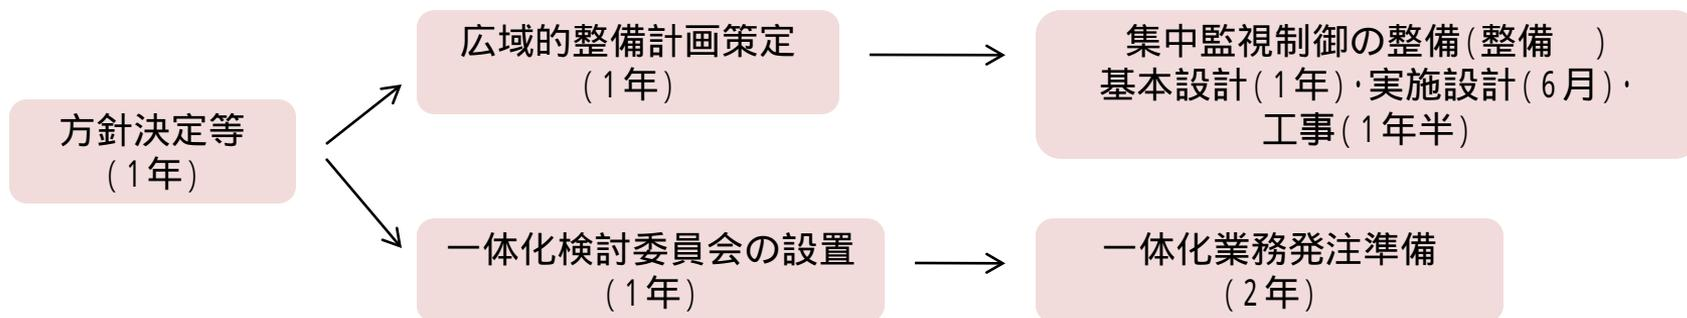 方針決定等
(1年)
広域的整備計画策定
(1年)
集中監視制御の整備(整備　)
基本設計(1年)・実施設計(6月)・
工事(1年半)
一体化検討委員会の設置
(1年)
一体化業務発注準備
(2年)